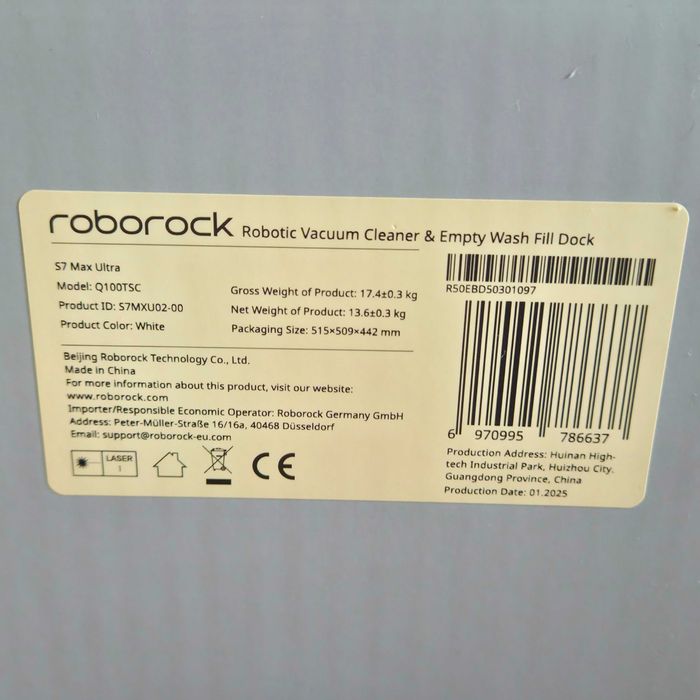 roborock Robotic Vacuum Cleaner & Empty Wash Fill Dock
S7 Max Ultra
Model: Q100TSC
Product ID: S7MXU02-00
Product Color: White
Gross Weight of Product: 17.4±0.3 kg
Net Weight of Product: 13.6±0.3 kg
Packaging Size: 515×509×442 mm
Beijing Roborock Technology Co., Ltd.
Made in China
For more information about this product, visit our website:
www.roborock.com
Importer/Responsible Economic Operator: Roborock Germany GmbH
Address: Peter-Müller-Straße 16/16a, 40468 Düsseldorf
Email: support@roborock-eu.com
LASER
1
CE
R50EBD50301097
6 970995 786637
Production Address: Huinan High-
tech Industrial Park, Huizhou City,
Guangdong Province, China
Production Date: 01.2025